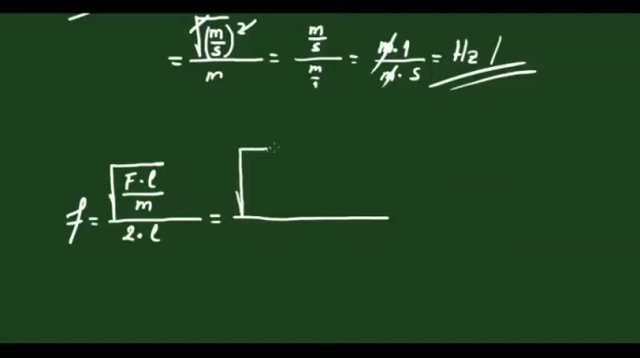 = √(m/s)² / m = m/s / m/1 = m·1 / m·s = Hz
f = √(F·l / m) / 2·l = √